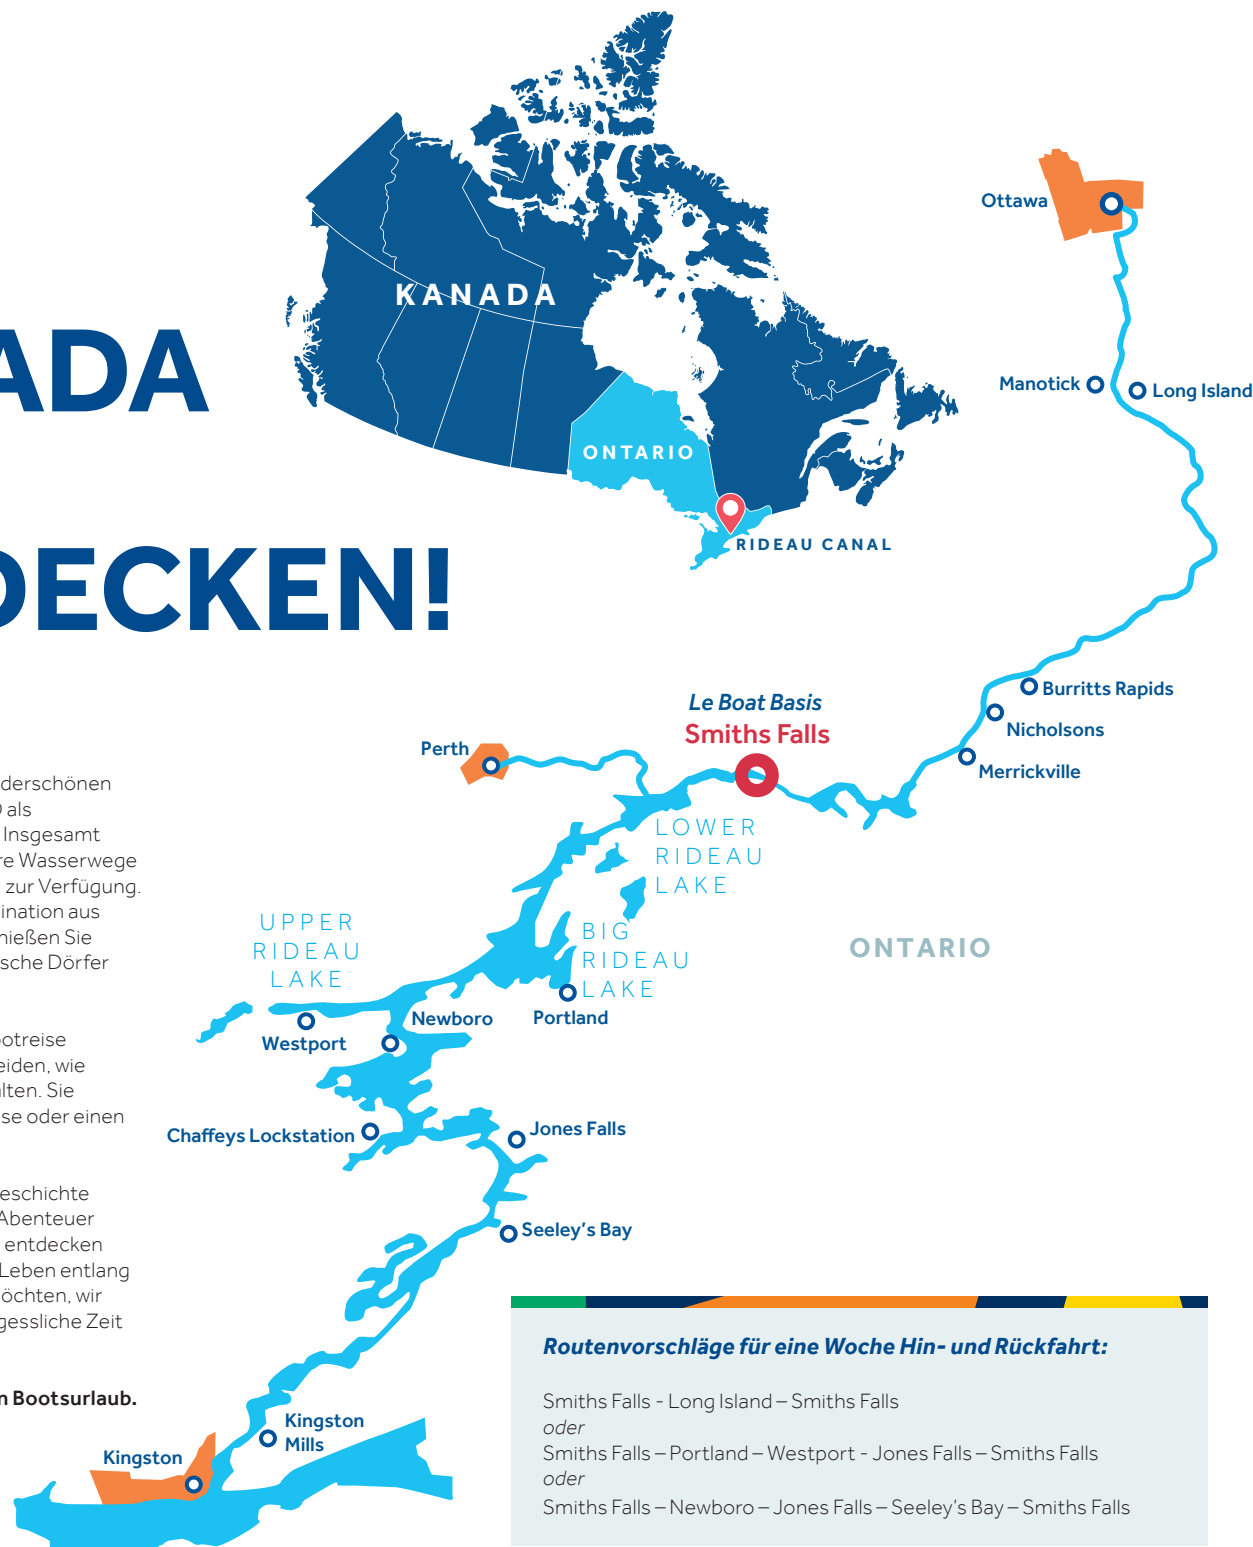 KANADA
ONTARIO
RIDEAU CANAL
Ottawa
Manotick
Long Island
ADA
DECKEN!
Burritts Rapids
Nicholsons
Merrickville
Le Boat Basis
Smiths Falls
Perth
LOWER
RIDEAU
LAKE
UPPER
RIDEAU
LAKE
BIG
RIDEAU
LAKE
ONTARIO
Newboro
Portland
Westport
Chaffeys Lockstation
Jones Falls
Seeley's Bay
Kingston
Mills
Kingston
derschönen
als
Insgesamt
re Wasserwege
zur Verfügung.
ination aus
nießen Sie
sche Dörfer
ootreise
eiden, wie
alten. Sie
se oder einen
eschichte
Abenteuer
entdecken
Leben entlang
öchten, wir
gessliche Zeit
n Bootsurlaub.
Routenvorschläge für eine Woche Hin- und Rückfahrt:
Smiths Falls - Long Island – Smiths Falls
oder
Smiths Falls – Portland – Westport - Jones Falls – Smiths Falls
oder
Smiths Falls – Newboro – Jones Falls – Seeley's Bay – Smiths Falls